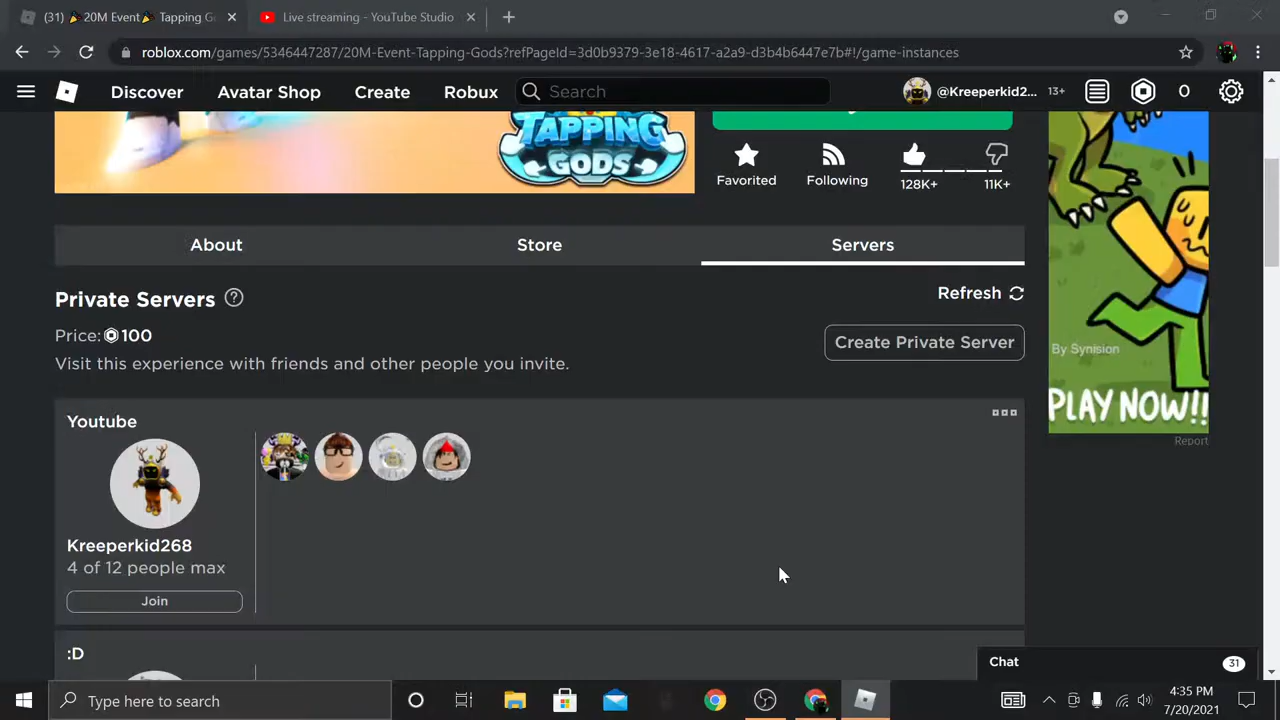 (31) 🎉20M Event🎉 Tapping Go
Live streaming - YouTube Studio
roblox.com/games/5346447287/20M-Event-Tapping-Gods?refPageId=3d0b9379-3e18-4617-a2a9-d3b4b6447e7b#!/game-instances
Discover
Avatar Shop
Create
Robux
Search
@Kreeperkid2...
13+
0
TAPPING
GODS
Favorited
Following
128K+
11K+
About
Store
Servers
Private Servers
Refresh
Price: 100
Create Private Server
Visit this experience with friends and other people you invite.
By Synision
PLAY NOW!!
Report
Youtube
Kreeperkid268
4 of 12 people max
Join
:D
Chat
31
Type here to search
4:35 PM
7/20/2021